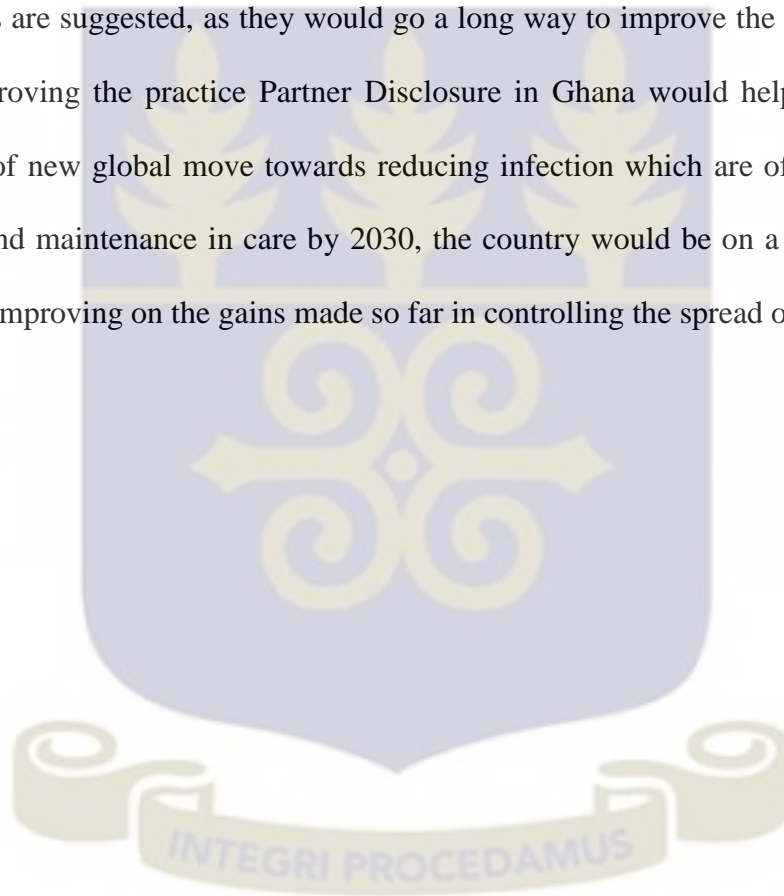 s are suggested, as they would go a long way to improve the
roving the practice Partner Disclosure in Ghana would help
of new global move towards reducing infection which are of
nd maintenance in care by 2030, the country would be on a
improving on the gains made so far in controlling the spread o
INTEGRI PROCEDAMUS